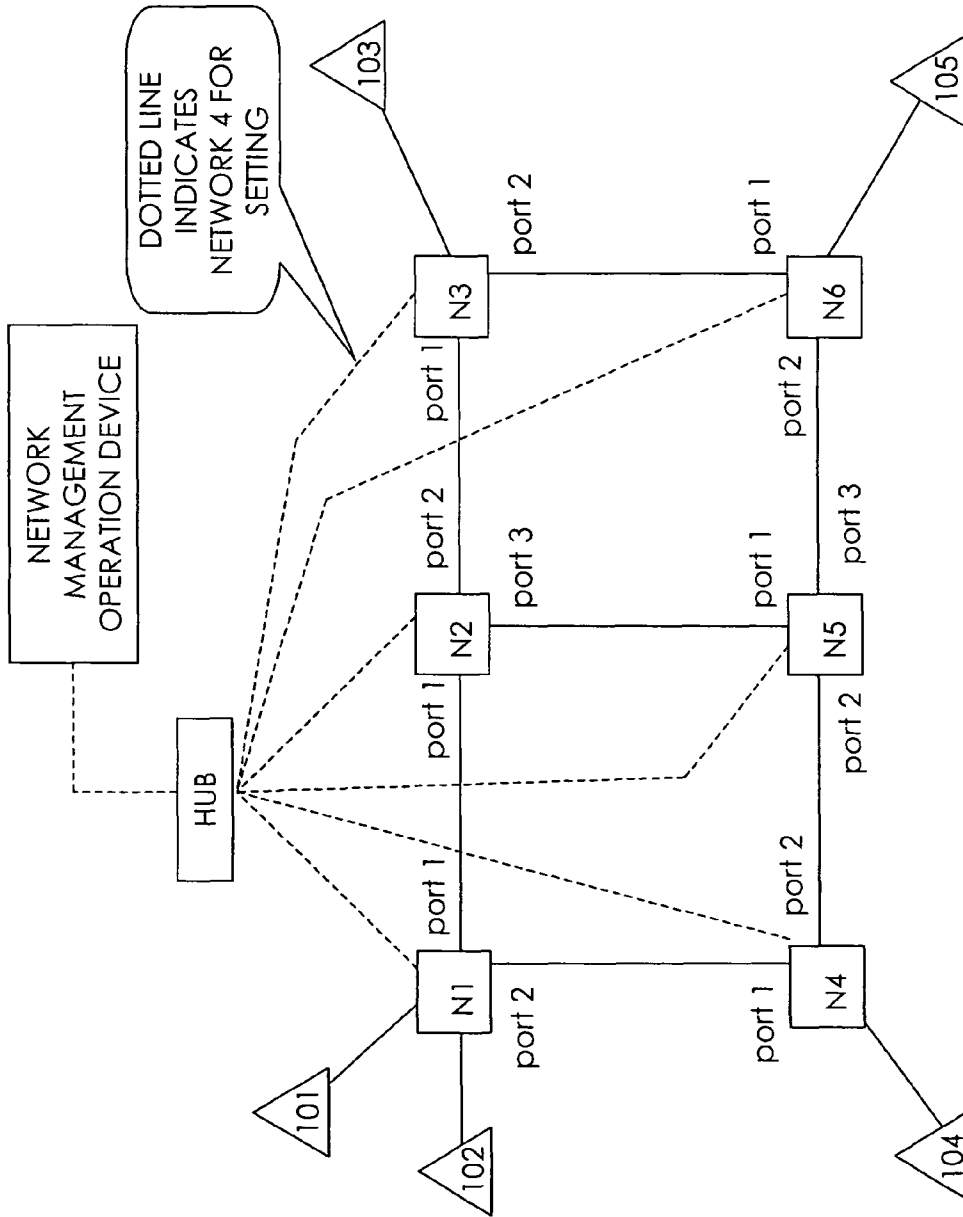 NETWORK
MANAGEMENT
OPERATION DEVICE
HUB
DOTTED LINE
INDICATES
NETWORK 4 FOR
SETTING
101
102
103
N1
port 1
port 2
N2
port 1
port 2
port 3
N3
port 1
port 2
N4
port 1
port 2
N5
port 1
port 2
port 3
N6
port 1
port 2
104
105